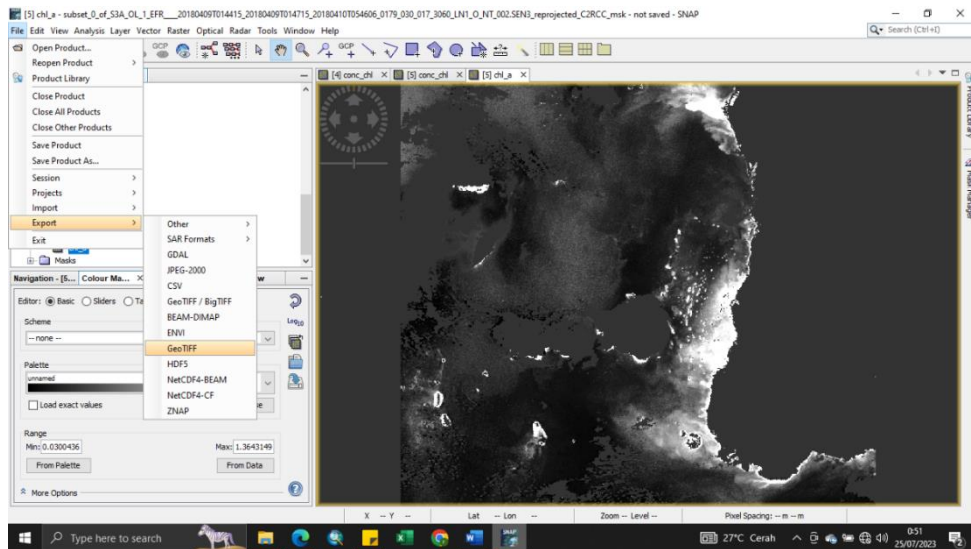 [5] chl_a - subset_0_of_S3A_OL_1_EFR____20180409T014415_20180409T014715_20180410T054606_0179_030_017_3060_LN1_O_NT_002.SEN3_reprojected_C2RCC_msk - not saved - SNAP
File Edit View Analysis Layer Vector Raster Optical Radar Tools Window Help
Search (Ctrl+I)
Open Product...
Reopen Product
Product Library
Close Product
Close All Products
Close Other Products
Save Product
Save Product As...
Session
Projects
Import
Export
Exit
Other
SAR Formats
GDAL
JPEG-2000
CSV
GeoTIFF / BigTIFF
BEAM-DIMAP
ENVI
GeoTIFF
HDF5
NetCDF4-BEAM
NetCDF4-CF
ZNAP
GCP
GCP
[4] conc_chl
[5] conc_chl
[5] chl_a
Product Library
Mask Manager
Masks
Navigation - [5... Colour Ma...
Editor: Basic Sliders Ta
Scheme
-- none --
Log10
Palette
unnamed
Load exact values
Range
Min: 0.0300436 Max: 1.3643149
From Palette From Data
More Options
X -- Y -- Lat -- Lon -- Zoom -- Level -- Pixel Spacing: -- m -- m
Type here to search
27°C Cerah
0:51
25/07/2023